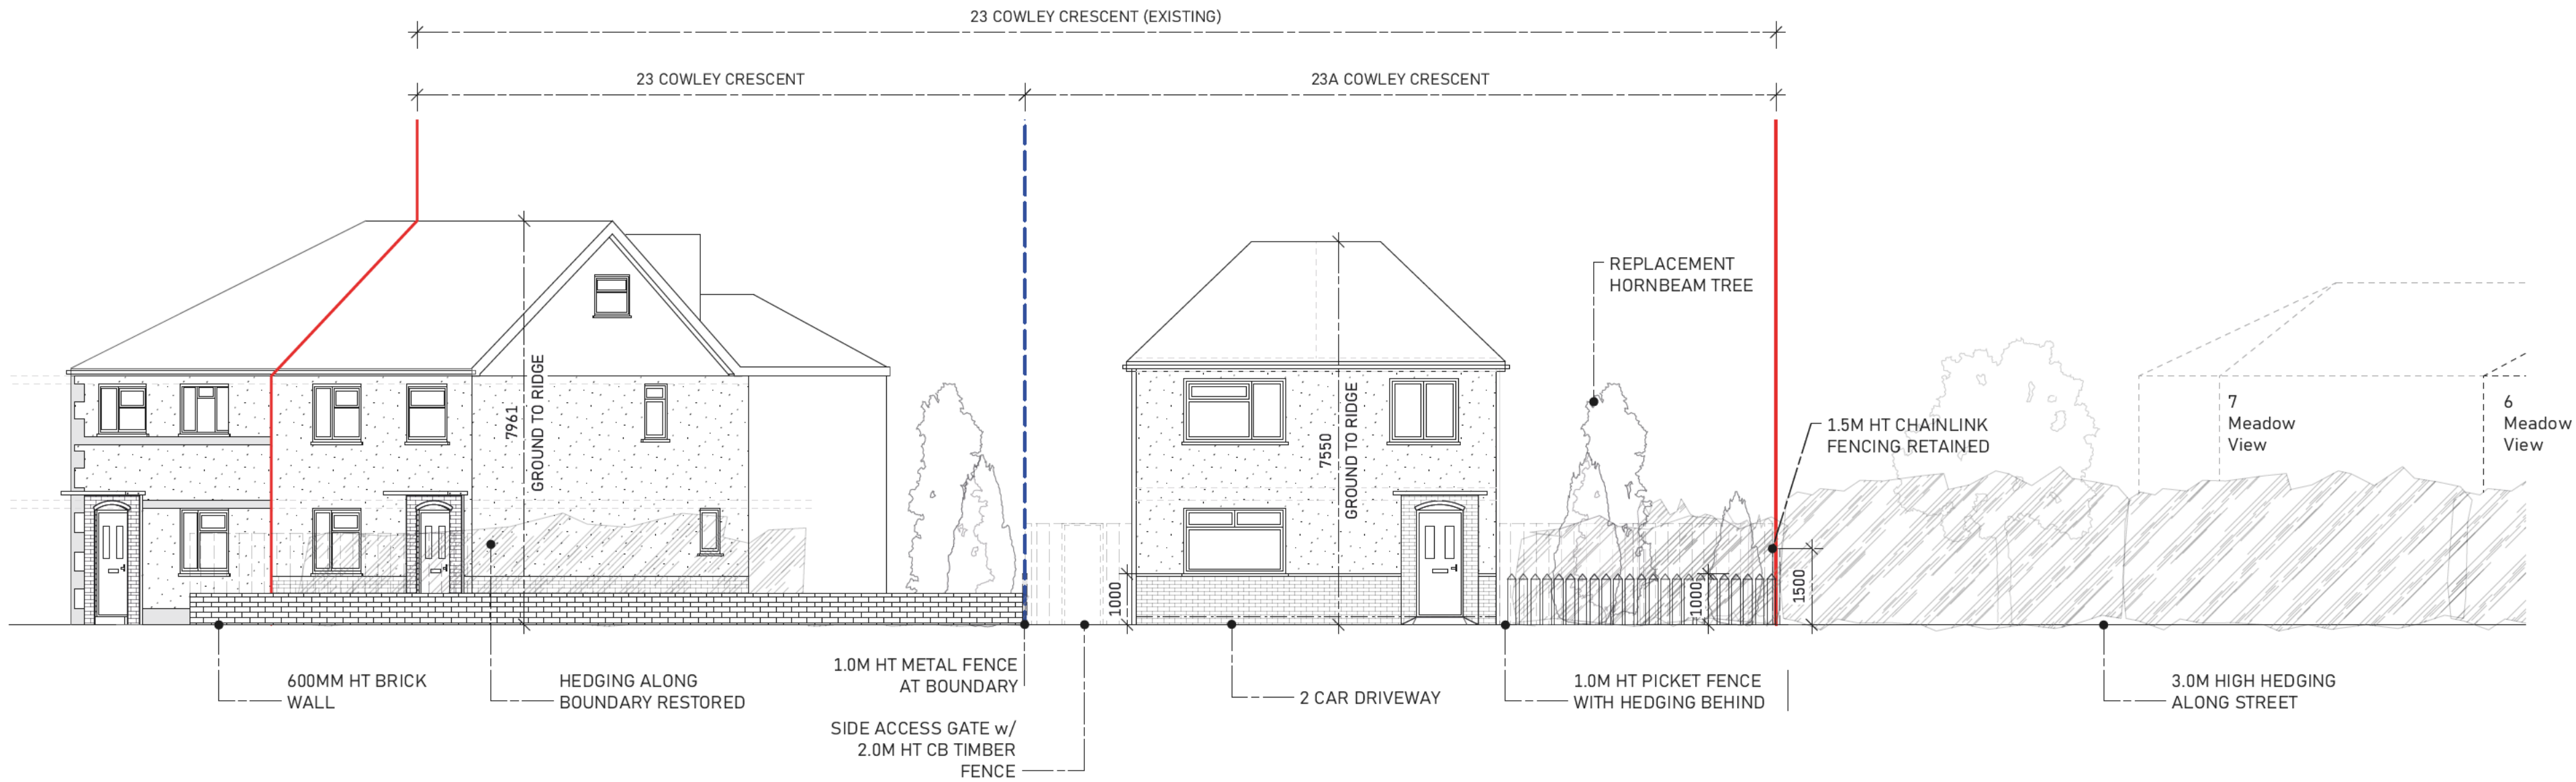 23 COWLEY CRESCENT (EXISTING)
23 COWLEY CRESCENT
23A COWLEY CRESCENT
7961
GROUND TO RIDGE
7550
GROUND TO RIDGE
REPLACEMENT
HORNBEAM TREE
1.5M HT CHAINLINK
FENCING RETAINED
7
Meadow
View
6
Meadow
View
1000
1000
1500
600MM HT BRICK
WALL
HEDGING ALONG
BOUNDARY RESTORED
1.0M HT METAL FENCE
AT BOUNDARY
SIDE ACCESS GATE w/
2.0M HT CB TIMBER
FENCE
2 CAR DRIVEWAY
1.0M HT PICKET FENCE
WITH HEDGING BEHIND
3.0M HIGH HEDGING
ALONG STREET